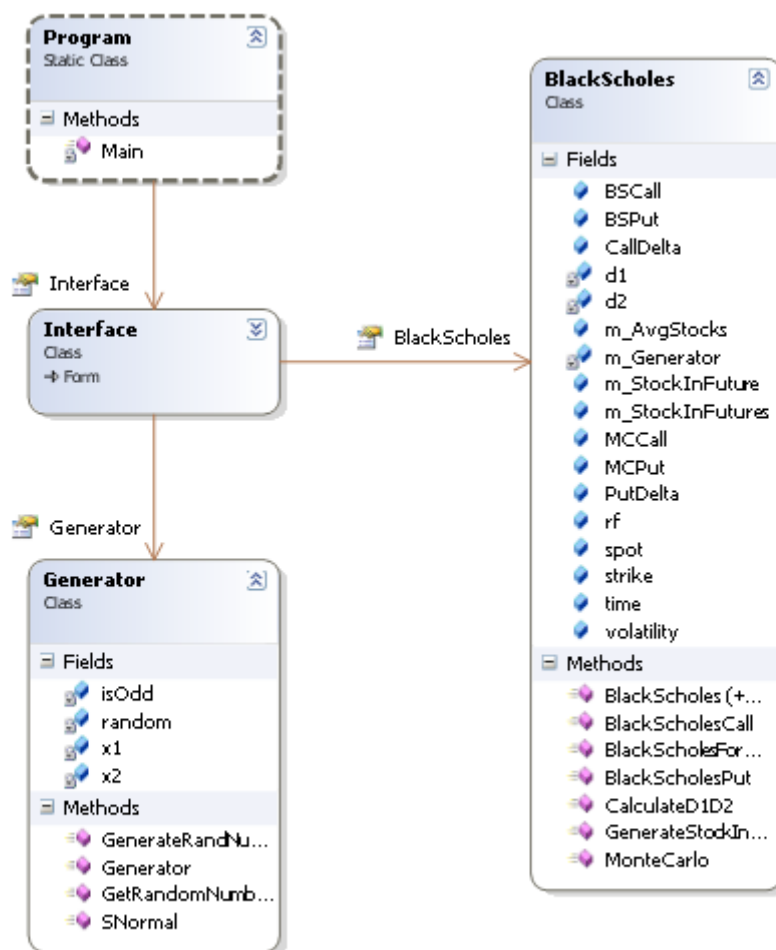 Program
Static Class
Methods
Main
Interface
Interface
Class
Form
BlackScholes
Generator
Generator
Class
Fields
isOdd
random
x1
x2
Methods
GenerateRandNu...
Generator
GetRandomNumb...
SNormal
BlackScholes
Class
Fields
BSCall
BSPut
CallDelta
d1
d2
m_AvgStocks
m_Generator
m_StockInFuture
m_StockInFutures
MCCall
MCPut
PutDelta
rf
spot
strike
time
volatility
Methods
BlackScholes (+...
BlackScholesCall
BlackScholesFor...
BlackScholesPut
CalculateD1D2
GenerateStockIn...
MonteCarlo